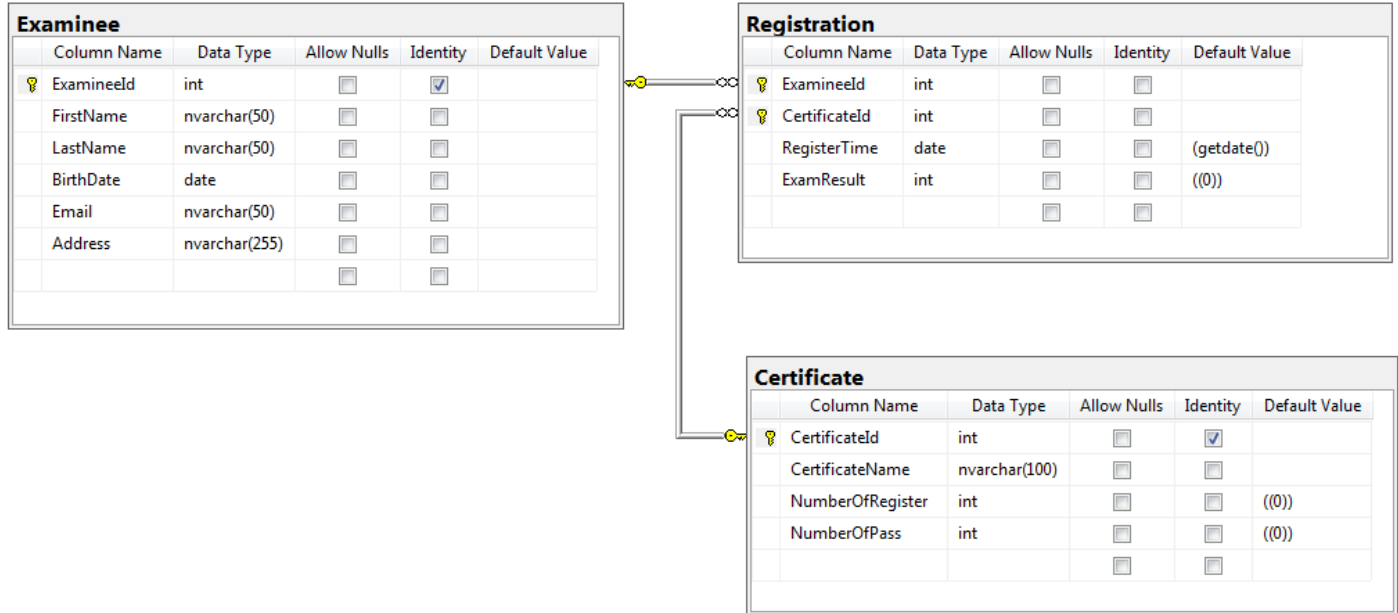 Examinee
Column Name Data Type Allow Nulls Identity Default Value
ExamineeId int
FirstName nvarchar(50)
LastName nvarchar(50)
BirthDate date
Email nvarchar(50)
Address nvarchar(255)
Registration
Column Name Data Type Allow Nulls Identity Default Value
ExamineeId int
CertificateId int
RegisterTime date (getdate())
ExamResult int ((0))
Certificate
Column Name Data Type Allow Nulls Identity Default Value
CertificateId int
CertificateName nvarchar(100)
NumberOfRegister int ((0))
NumberOfPass int ((0))